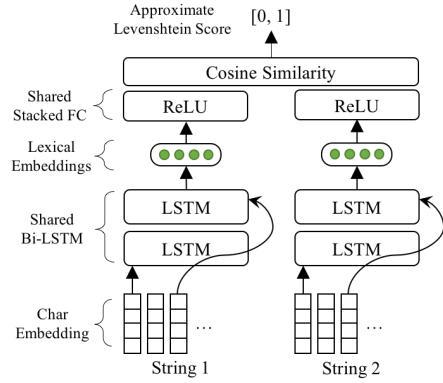 Approximate
Levenshtein Score
[0, 1]
Cosine Similarity
Shared
Stacked FC
ReLU
ReLU
Lexical
Embeddings
Shared
Bi-LSTM
LSTM
LSTM
LSTM
LSTM
Char
Embedding
...
...
String 1
String 2